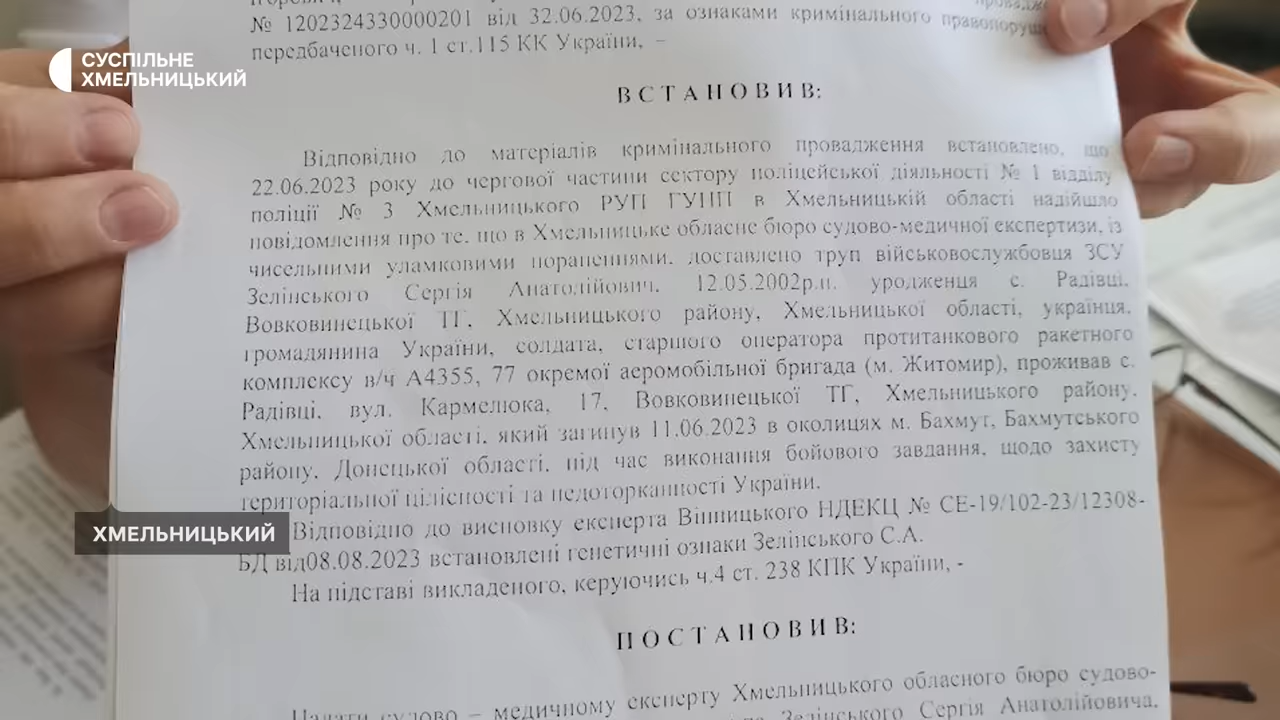 СУСПІЛЬНЕ
ХМЕЛЬНИЦЬКИЙ
№ 1202324330000201 від 32.06.2023, за ознаками кримінального
передбаченого ч. 1 ст.115 КК України, –
ВСТАНОВИВ:
Відповідно до матеріалів кримінального провадження встановлено, що
22.06.2023 року до чергової частини сектору поліцейської діяльності № 1 відділу
поліції № 3 Хмельницького РУП ГУНП в Хмельницькій області надійшло
повідомлення про те, що в Хмельницьке обласне бюро судово-медичної експертизи, із
чисельними уламковими пораненнями, доставлено труп військовослужбовця ЗСУ
Зелінського Сергія Анатолійович, 12.05.2002р.н. уродженця с. Радівці,
Вовковинецької ТГ, Хмельницького району, Хмельницької області, українця,
громадянина України, солдата, старшого оператора протитанкового ракетного
комплексу в/ч А4355, 77 окремої аеромобільної бригада (м. Житомир), проживав с.
Радівці, вул. Кармелюка, 17, Вовковинецької ТГ, Хмельницького району,
Хмельницької області, який загинув 11.06.2023 в околицях м. Бахмут, Бахмутського
району, Донецької області, під час виконання бойового завдання, щодо захисту
територіальної цілісності та недоторканності України.
Відповідно до висновку експерта Вінницького НДЕКЦ № СЕ-19/102-23/12308-
БД від08.08.2023 встановлені генетичні ознаки Зелінського С.А.
На підставі викладеного, керуючись ч.4 ст. 238 КПК України, -
ПОСТАНОВИВ:
Надати судово – медичному експерту Хмельницького обласного бюро судово-
Зелінського Сергія Анатолійовича,
ХМЕЛЬНИЦЬКИЙ